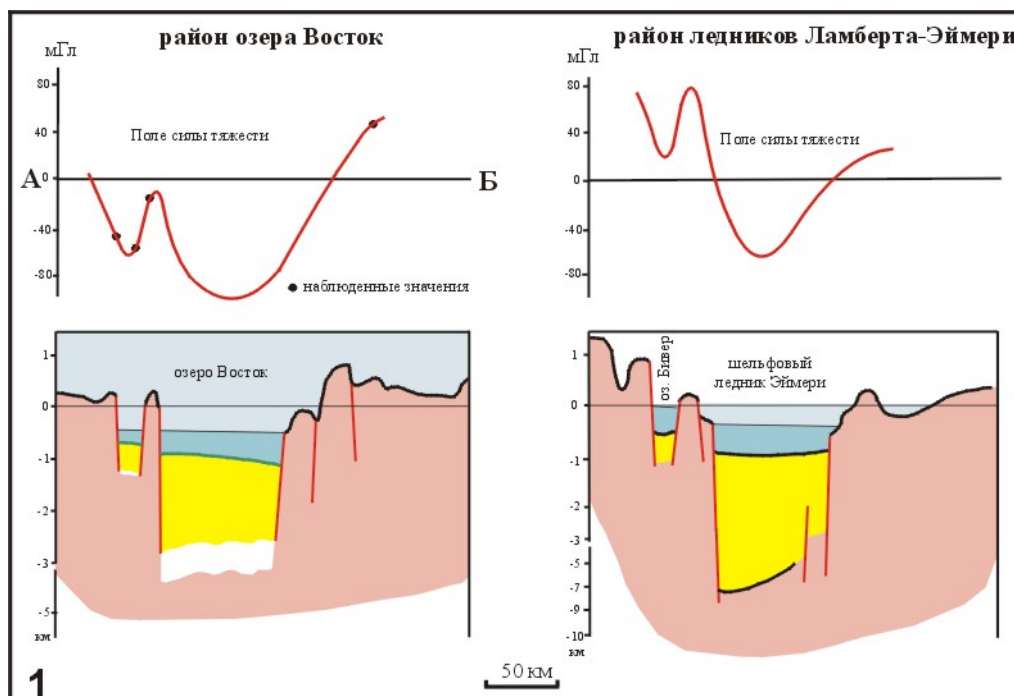 район озера Восток
мГл
80
40
Поле силы тяжести
А
0
Б
-40
-80
наблюденные значения
1
озеро Восток
0
-1
-2
-3
-5
км
1
район ледников Ламберта-Эймери
мГл
80
40
Поле силы тяжести
0
-40
-80
1
оз. Бивер
шельфовый
ледник Эймери
0
-1
-2
-3
-5
-7
-9
-10
км
50 км